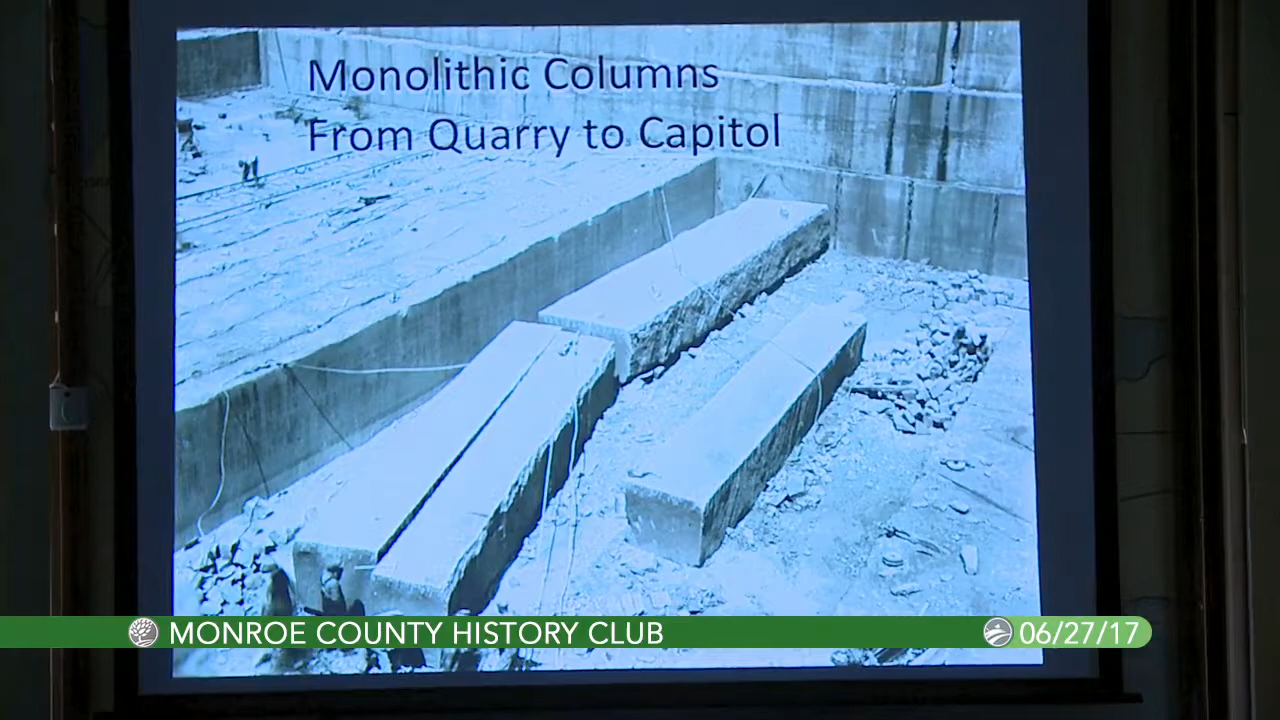 Monolithic Columns
From Quarry to Capitol
MONROE COUNTY HISTORY CLUB
06/27/17